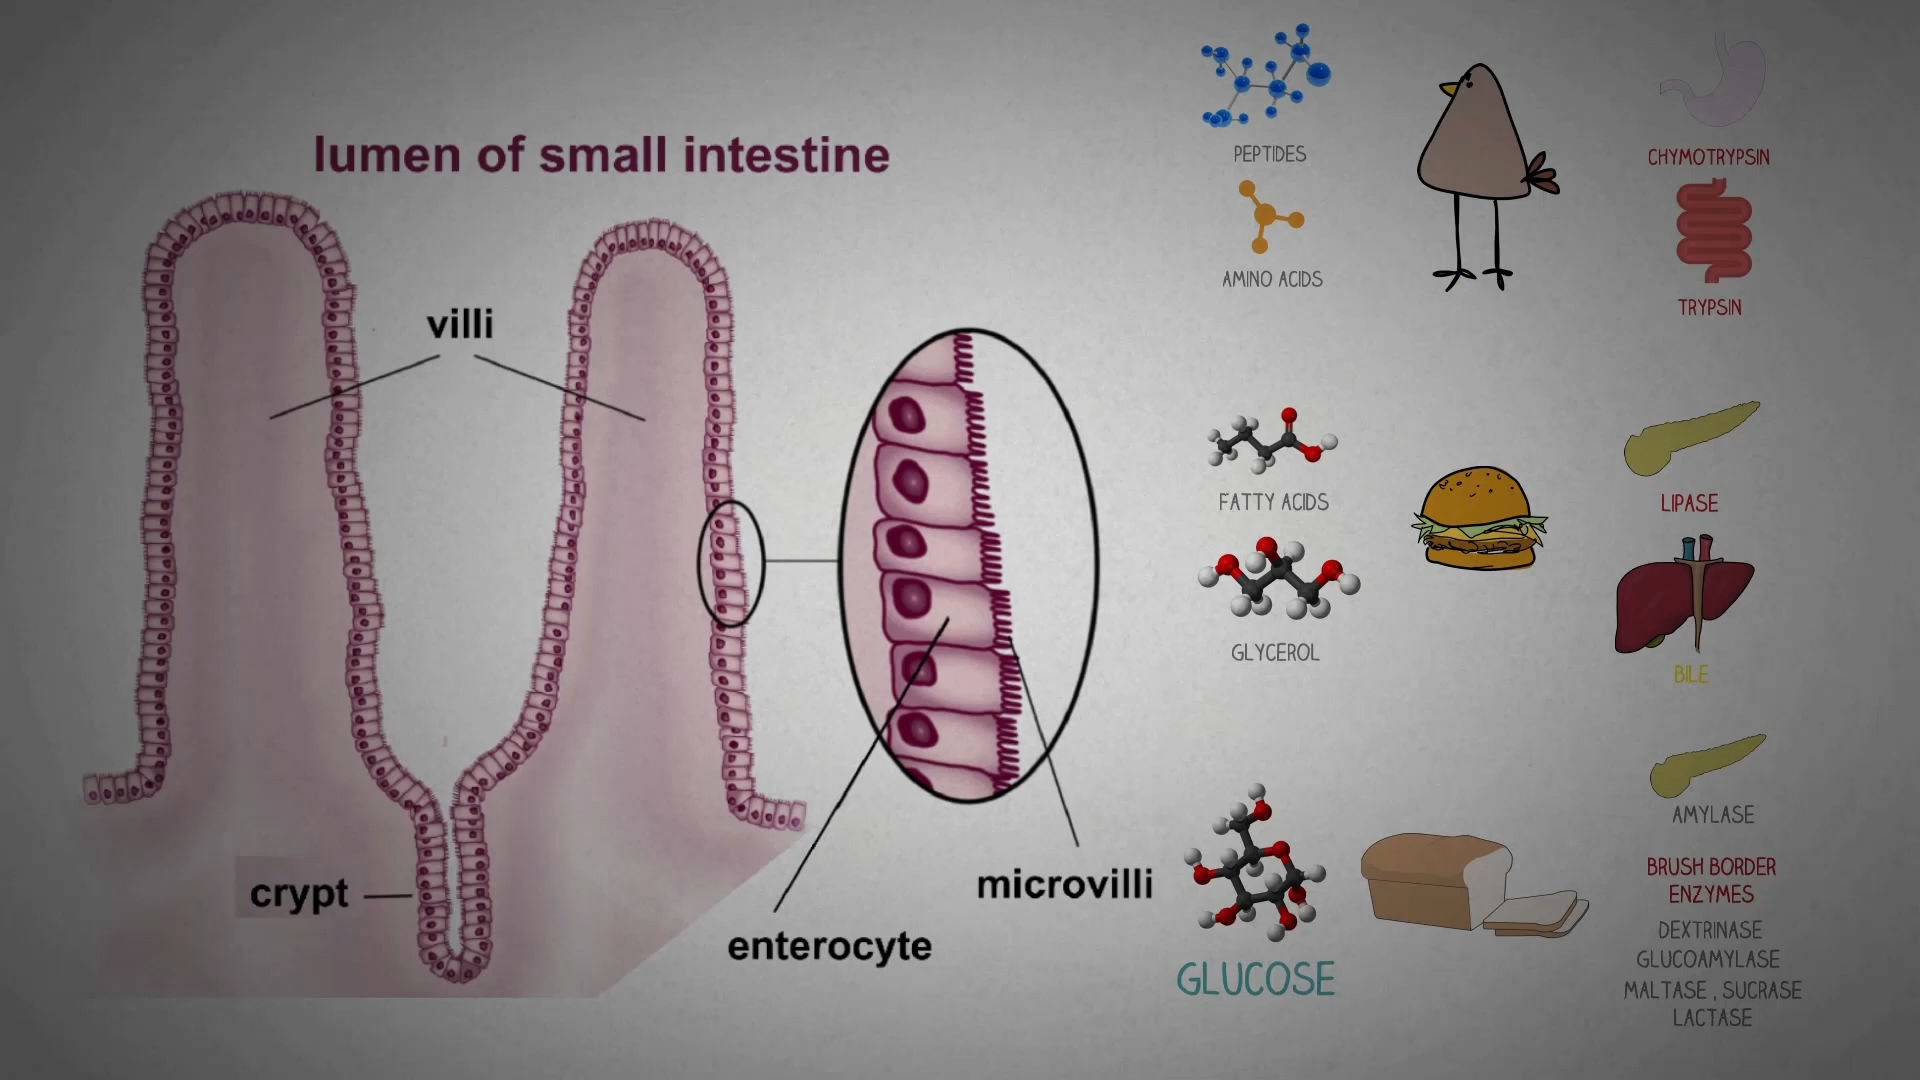 lumen of small intestine
villi
crypt
enterocyte
microvilli
PEPTIDES
AMINO ACIDS
CHYMOTRYPSIN
TRYPSIN
FATTY ACIDS
GLYCEROL
LIPASE
BILE
GLUCOSE
AMYLASE
BRUSH BORDER
ENZYMES
DEXTRINASE
GLUCOAMYLASE
MALTASE , SUCRASE
LACTASE